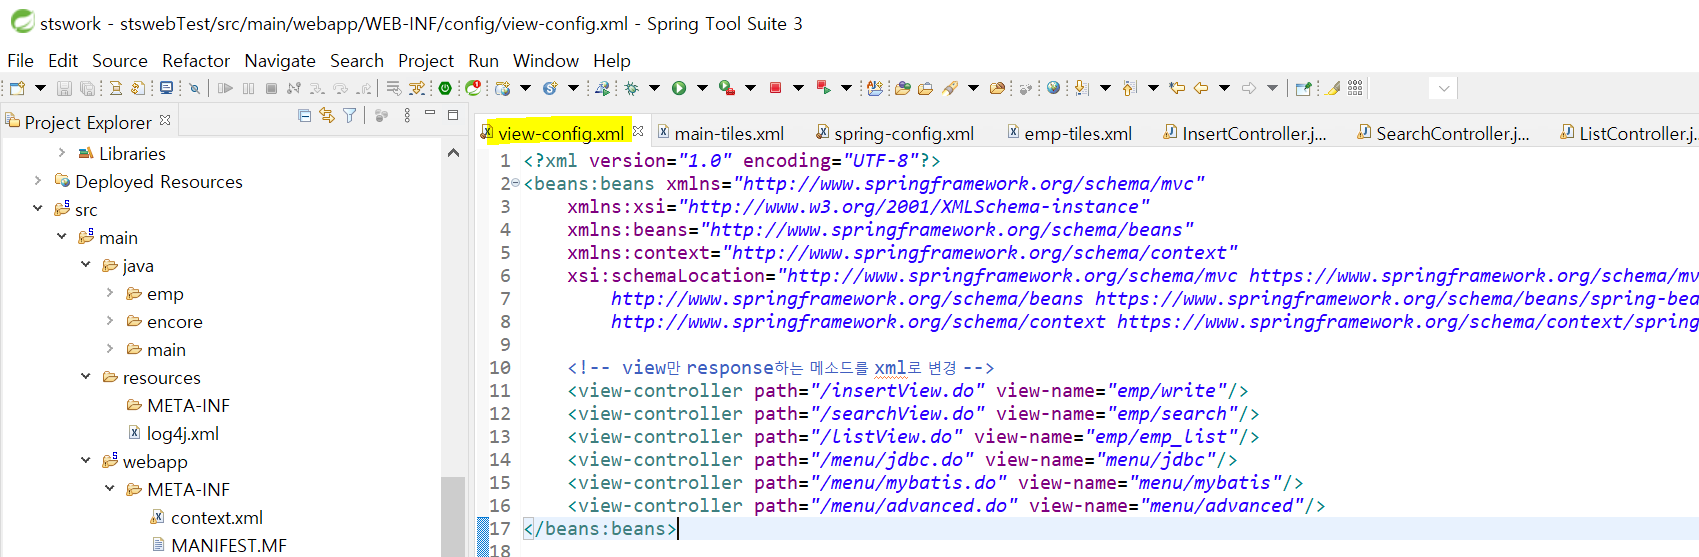 stswork - stswebTest/src/main/webapp/WEB-INF/config/view-config.xml - Spring Tool Suite 3
File Edit Source Refactor Navigate Search Project Run Window Help
Project Explorer
Libraries
Deployed Resources
src
main
java
emp
encore
main
resources
META-INF
log4j.xml
webapp
META-INF
context.xml
MANIFEST.MF
view-config.xml main-tiles.xml spring-config.xml emp-tiles.xml InsertController.j... SearchController.j... ListController.j..
1 <?xml version="1.0" encoding="UTF-8"?>
2 <beans:beans xmlns="http://www.springframework.org/schema/mvc"
3 xmlns:xsi="http://www.w3.org/2001/XMLSchema-instance"
4 xmlns:beans="http://www.springframework.org/schema/beans"
5 xmlns:context="http://www.springframework.org/schema/context"
6 xsi:schemaLocation="http://www.springframework.org/schema/mvc https://www.springframework.org/schema/mv
7 http://www.springframework.org/schema/beans https://www.springframework.org/schema/beans/spring-bea
8 http://www.springframework.org/schema/context https://www.springframework.org/schema/context/spring
9
10 <!-- view만 response하는 메소드를 xml로 변경 -->
11 <view-controller path="/insertView.do" view-name="emp/write"/>
12 <view-controller path="/searchView.do" view-name="emp/search"/>
13 <view-controller path="/listView.do" view-name="emp/emp_list"/>
14 <view-controller path="/menu/jdbc.do" view-name="menu/jdbc"/>
15 <view-controller path="/menu/mybatis.do" view-name="menu/mybatis"/>
16 <view-controller path="/menu/advanced.do" view-name="menu/advanced"/>
17 </beans:beans>
18